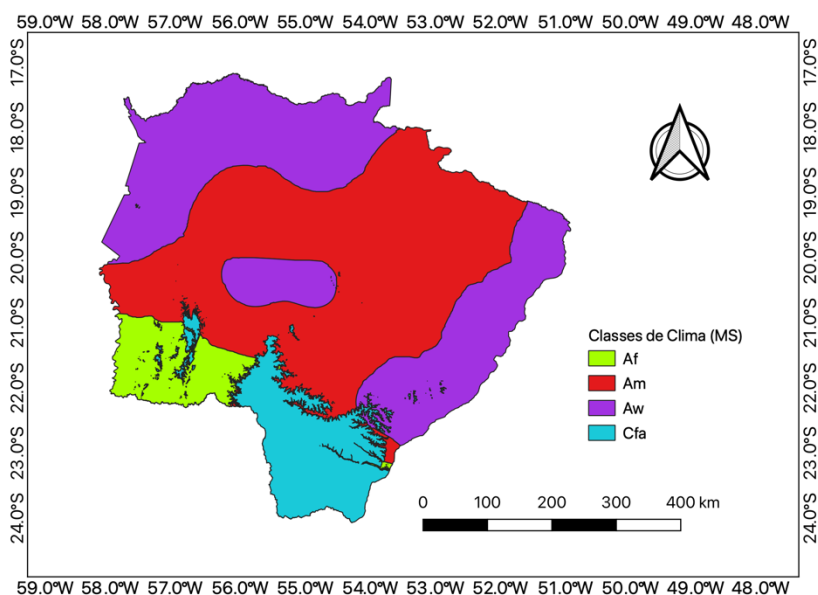 59.0°W 58.0°W 57.0°W 56.0°W 55.0°W 54.0°W 53.0°W 52.0°W 51.0°W 50.0°W 49.0°W 48.0°W
17.0°S 17.0°S
18.0°S 18.0°S
19.0°S 19.0°S
20.0°S 20.0°S
21.0°S 21.0°S
Classes de Clima (MS)
Af
22.0°S 22.0°S
Am
Aw
23.0°S 23.0°S
Cfa
24.0°S 24.0°S
0 100 200 300 400 km
59.0°W 58.0°W 57.0°W 56.0°W 55.0°W 54.0°W 53.0°W 52.0°W 51.0°W 50.0°W 49.0°W 48.0°W